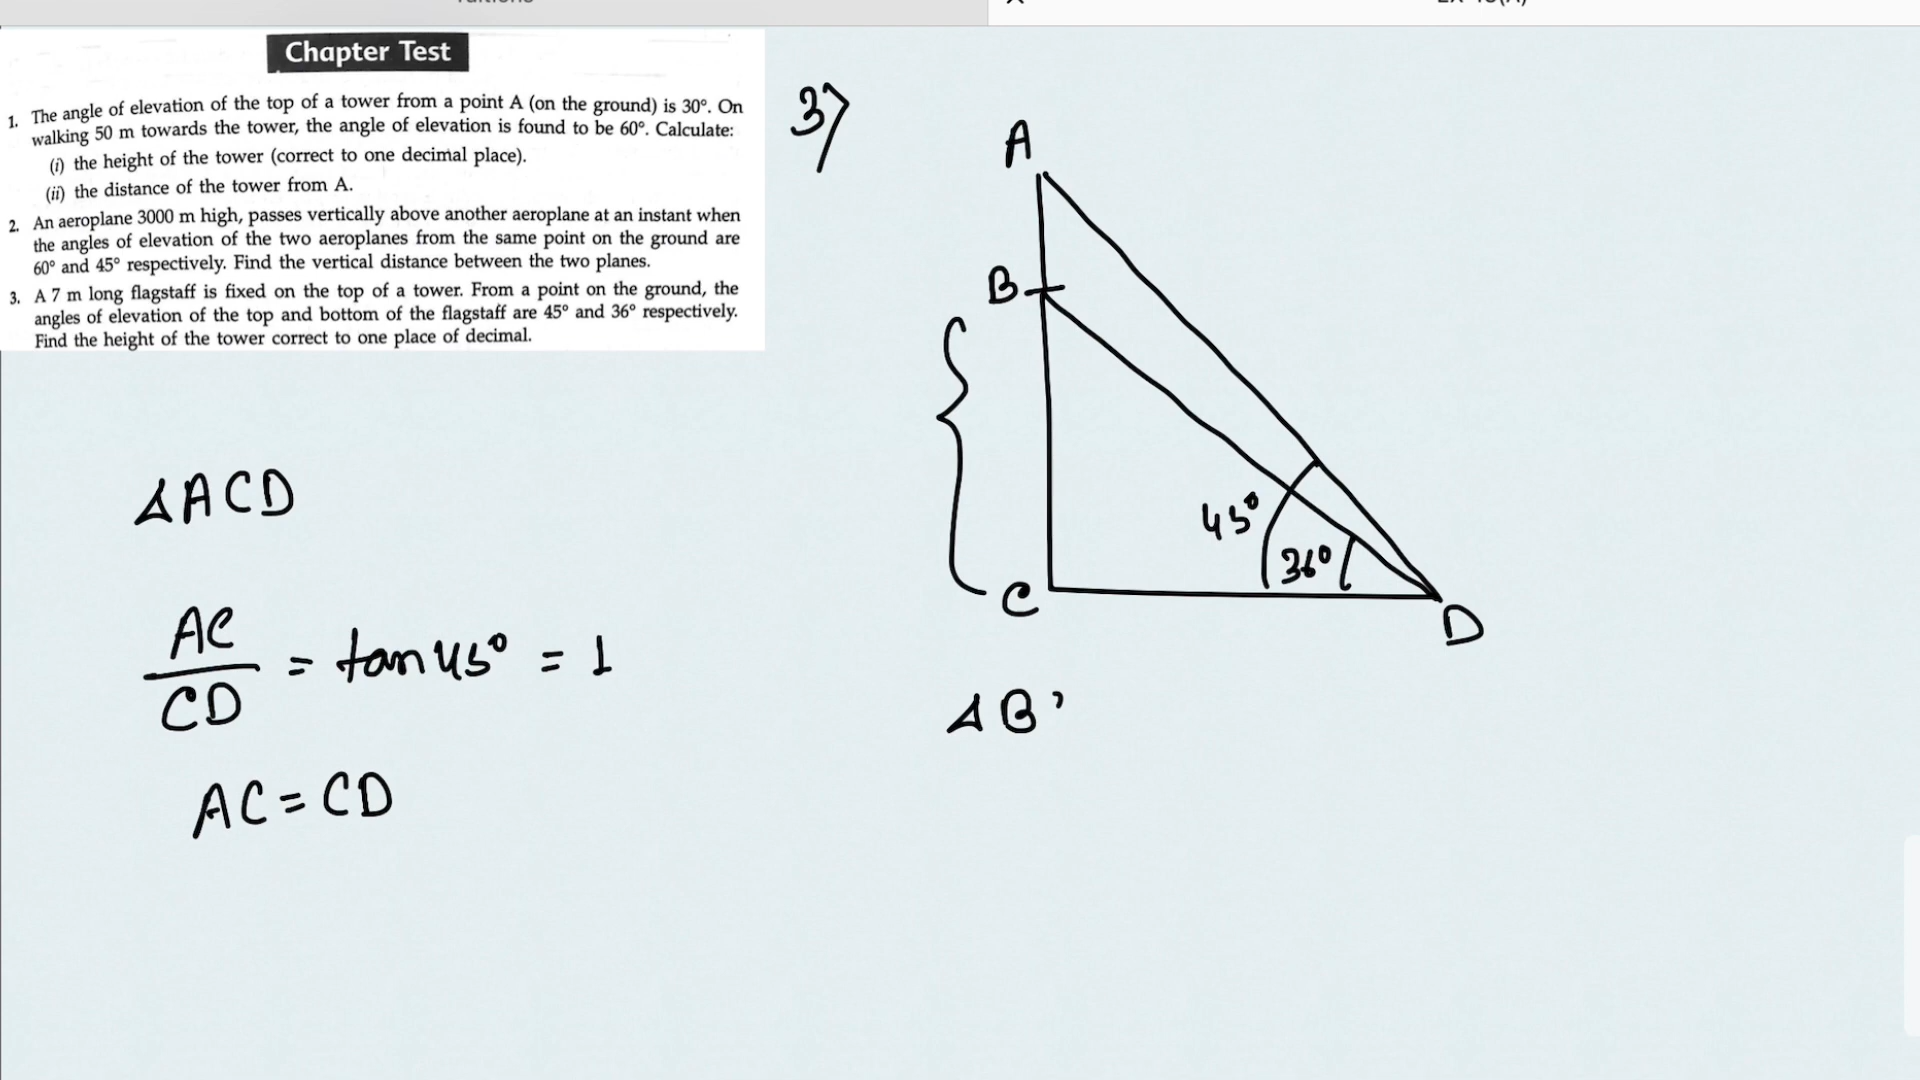 Chapter Test
1. The angle of elevation of the top of a tower from a point A (on the ground) is 30°. On
walking 50 m towards the tower, the angle of elevation is found to be 60°. Calculate:
(i) the height of the tower (correct to one decimal place).
(ii) the distance of the tower from A.
2. An aeroplane 3000 m high, passes vertically above another aeroplane at an instant when
the angles of elevation of the two aeroplanes from the same point on the ground are
60° and 45° respectively. Find the vertical distance between the two planes.
3. A 7 m long flagstaff is fixed on the top of a tower. From a point on the ground, the
angles of elevation of the top and bottom of the flagstaff are 45° and 36° respectively.
Find the height of the tower correct to one place of decimal.
3)
A
B
45°
36°
C
D
ΔACD
AC/CD = tan 45° = 1
AC = CD
ΔB